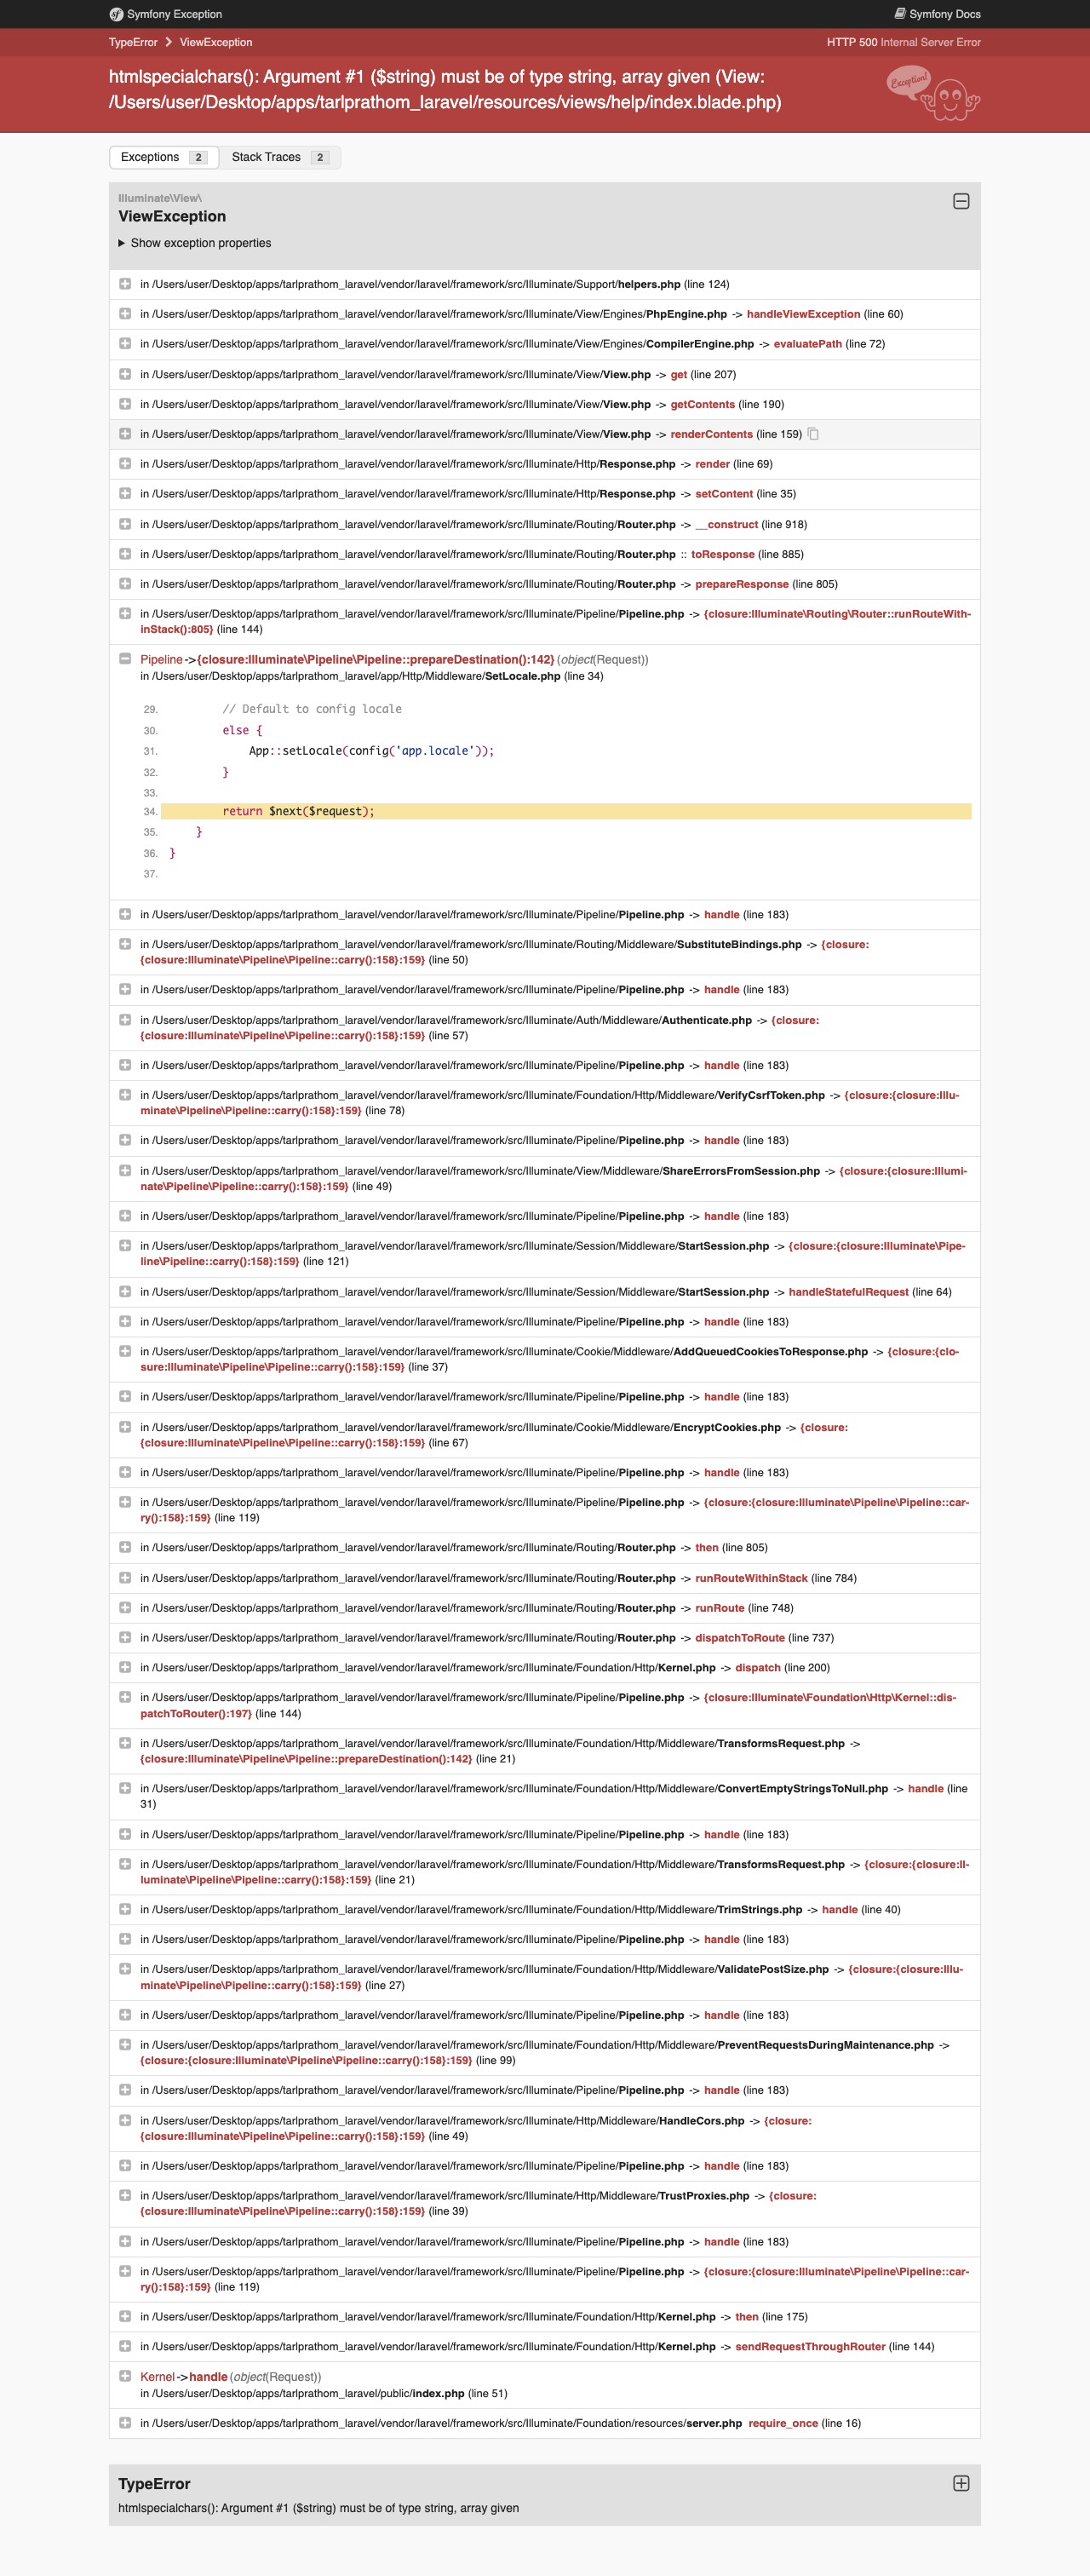 Symfony Exception
Symfony Docs
TypeError ViewException
HTTP 500 Internal Server Error
htmlspecialchars(): Argument #1 ($string) must be of type string, array given (View:
/Users/user/Desktop/apps/tarlprathom_laravel/resources/views/help/index.blade.php)
Exception!
Exceptions 2
Stack Traces 2
Illuminate\View\
ViewException
Show exception properties
in /Users/user/Desktop/apps/tarlprathom_laravel/vendor/laravel/framework/src/Illuminate/Support/helpers.php (line 124)
in /Users/user/Desktop/apps/tarlprathom_laravel/vendor/laravel/framework/src/Illuminate/View/Engines/PhpEngine.php -> handleViewException (line 60)
in /Users/user/Desktop/apps/tarlprathom_laravel/vendor/laravel/framework/src/Illuminate/View/Engines/CompilerEngine.php -> evaluatePath (line 72)
in /Users/user/Desktop/apps/tarlprathom_laravel/vendor/laravel/framework/src/Illuminate/View/View.php -> get (line 207)
in /Users/user/Desktop/apps/tarlprathom_laravel/vendor/laravel/framework/src/Illuminate/View/View.php -> getContents (line 190)
in /Users/user/Desktop/apps/tarlprathom_laravel/vendor/laravel/framework/src/Illuminate/View/View.php -> renderContents (line 159)
in /Users/user/Desktop/apps/tarlprathom_laravel/vendor/laravel/framework/src/Illuminate/Http/Response.php -> render (line 69)
in /Users/user/Desktop/apps/tarlprathom_laravel/vendor/laravel/framework/src/Illuminate/Http/Response.php -> setContent (line 35)
in /Users/user/Desktop/apps/tarlprathom_laravel/vendor/laravel/framework/src/Illuminate/Routing/Router.php -> __construct (line 918)
in /Users/user/Desktop/apps/tarlprathom_laravel/vendor/laravel/framework/src/Illuminate/Routing/Router.php :: toResponse (line 885)
in /Users/user/Desktop/apps/tarlprathom_laravel/vendor/laravel/framework/src/Illuminate/Routing/Router.php -> prepareResponse (line 805)
in /Users/user/Desktop/apps/tarlprathom_laravel/vendor/laravel/framework/src/Illuminate/Pipeline/Pipeline.php -> {closure:Illuminate\Routing\Router::runRouteWith-
inStack():805} (line 144)
Pipeline->{closure:Illuminate\Pipeline\Pipeline::prepareDestination():142} (object(Request))
in /Users/user/Desktop/apps/tarlprathom_laravel/app/Http/Middleware/SetLocale.php (line 34)
29. // Default to config locale
30. else {
31. App::setLocale(config('app.locale'));
32. }
33.
34. return $next($request);
35. }
36. }
37.
in /Users/user/Desktop/apps/tarlprathom_laravel/vendor/laravel/framework/src/Illuminate/Pipeline/Pipeline.php -> handle (line 183)
in /Users/user/Desktop/apps/tarlprathom_laravel/vendor/laravel/framework/src/Illuminate/Routing/Middleware/SubstituteBindings.php -> {closure:
{closure:Illuminate\Pipeline\Pipeline::carry():158}:159} (line 50)
in /Users/user/Desktop/apps/tarlprathom_laravel/vendor/laravel/framework/src/Illuminate/Pipeline/Pipeline.php -> handle (line 183)
in /Users/user/Desktop/apps/tarlprathom_laravel/vendor/laravel/framework/src/Illuminate/Auth/Middleware/Authenticate.php -> {closure:
{closure:Illuminate\Pipeline\Pipeline::carry():158}:159} (line 57)
in /Users/user/Desktop/apps/tarlprathom_laravel/vendor/laravel/framework/src/Illuminate/Pipeline/Pipeline.php -> handle (line 183)
in /Users/user/Desktop/apps/tarlprathom_laravel/vendor/laravel/framework/src/Illuminate/Foundation/Http/Middleware/VerifyCsrfToken.php -> {closure:{closure:Illu-
minate\Pipeline\Pipeline::carry():158}:159} (line 78)
in /Users/user/Desktop/apps/tarlprathom_laravel/vendor/laravel/framework/src/Illuminate/Pipeline/Pipeline.php -> handle (line 183)
in /Users/user/Desktop/apps/tarlprathom_laravel/vendor/laravel/framework/src/Illuminate/View/Middleware/ShareErrorsFromSession.php -> {closure:{closure:Illumi-
nate\Pipeline\Pipeline::carry():158}:159} (line 49)
in /Users/user/Desktop/apps/tarlprathom_laravel/vendor/laravel/framework/src/Illuminate/Pipeline/Pipeline.php -> handle (line 183)
in /Users/user/Desktop/apps/tarlprathom_laravel/vendor/laravel/framework/src/Illuminate/Session/Middleware/StartSession.php -> {closure:{closure:Illuminate\Pipe-
line\Pipeline::carry():158}:159} (line 121)
in /Users/user/Desktop/apps/tarlprathom_laravel/vendor/laravel/framework/src/Illuminate/Session/Middleware/StartSession.php -> handleStatefulRequest (line 64)
in /Users/user/Desktop/apps/tarlprathom_laravel/vendor/laravel/framework/src/Illuminate/Pipeline/Pipeline.php -> handle (line 183)
in /Users/user/Desktop/apps/tarlprathom_laravel/vendor/laravel/framework/src/Illuminate/Cookie/Middleware/AddQueuedCookiesToResponse.php -> {closure:{clo-
sure:Illuminate\Pipeline\Pipeline::carry():158}:159} (line 37)
in /Users/user/Desktop/apps/tarlprathom_laravel/vendor/laravel/framework/src/Illuminate/Pipeline/Pipeline.php -> handle (line 183)
in /Users/user/Desktop/apps/tarlprathom_laravel/vendor/laravel/framework/src/Illuminate/Cookie/Middleware/EncryptCookies.php -> {closure:
{closure:Illuminate\Pipeline\Pipeline::carry():158}:159} (line 67)
in /Users/user/Desktop/apps/tarlprathom_laravel/vendor/laravel/framework/src/Illuminate/Pipeline/Pipeline.php -> handle (line 183)
in /Users/user/Desktop/apps/tarlprathom_laravel/vendor/laravel/framework/src/Illuminate/Pipeline/Pipeline.php -> {closure:{closure:Illuminate\Pipeline\Pipeline::car-
ry():158}:159} (line 119)
in /Users/user/Desktop/apps/tarlprathom_laravel/vendor/laravel/framework/src/Illuminate/Routing/Router.php -> then (line 805)
in /Users/user/Desktop/apps/tarlprathom_laravel/vendor/laravel/framework/src/Illuminate/Routing/Router.php -> runRouteWithinStack (line 784)
in /Users/user/Desktop/apps/tarlprathom_laravel/vendor/laravel/framework/src/Illuminate/Routing/Router.php -> runRoute (line 748)
in /Users/user/Desktop/apps/tarlprathom_laravel/vendor/laravel/framework/src/Illuminate/Routing/Router.php -> dispatchToRoute (line 737)
in /Users/user/Desktop/apps/tarlprathom_laravel/vendor/laravel/framework/src/Illuminate/Foundation/Http/Kernel.php -> dispatch (line 200)
in /Users/user/Desktop/apps/tarlprathom_laravel/vendor/laravel/framework/src/Illuminate/Pipeline/Pipeline.php -> {closure:Illuminate\Foundation\Http\Kernel::dis-
patchToRouter():197} (line 144)
in /Users/user/Desktop/apps/tarlprathom_laravel/vendor/laravel/framework/src/Illuminate/Foundation/Http/Middleware/TransformsRequest.php ->
{closure:Illuminate\Pipeline\Pipeline::prepareDestination():142} (line 21)
in /Users/user/Desktop/apps/tarlprathom_laravel/vendor/laravel/framework/src/Illuminate/Foundation/Http/Middleware/ConvertEmptyStringsToNull.php -> handle (line
31)
in /Users/user/Desktop/apps/tarlprathom_laravel/vendor/laravel/framework/src/Illuminate/Pipeline/Pipeline.php -> handle (line 183)
in /Users/user/Desktop/apps/tarlprathom_laravel/vendor/laravel/framework/src/Illuminate/Foundation/Http/Middleware/TransformsRequest.php -> {closure:{closure:Il-
luminate\Pipeline\Pipeline::carry():158}:159} (line 21)
in /Users/user/Desktop/apps/tarlprathom_laravel/vendor/laravel/framework/src/Illuminate/Foundation/Http/Middleware/TrimStrings.php -> handle (line 40)
in /Users/user/Desktop/apps/tarlprathom_laravel/vendor/laravel/framework/src/Illuminate/Pipeline/Pipeline.php -> handle (line 183)
in /Users/user/Desktop/apps/tarlprathom_laravel/vendor/laravel/framework/src/Illuminate/Foundation/Http/Middleware/ValidatePostSize.php -> {closure:{closure:Illu-
minate\Pipeline\Pipeline::carry():158}:159} (line 27)
in /Users/user/Desktop/apps/tarlprathom_laravel/vendor/laravel/framework/src/Illuminate/Pipeline/Pipeline.php -> handle (line 183)
in /Users/user/Desktop/apps/tarlprathom_laravel/vendor/laravel/framework/src/Illuminate/Foundation/Http/Middleware/PreventRequestsDuringMaintenance.php ->
{closure:{closure:Illuminate\Pipeline\Pipeline::carry():158}:159} (line 99)
in /Users/user/Desktop/apps/tarlprathom_laravel/vendor/laravel/framework/src/Illuminate/Pipeline/Pipeline.php -> handle (line 183)
in /Users/user/Desktop/apps/tarlprathom_laravel/vendor/laravel/framework/src/Illuminate/Http/Middleware/HandleCors.php -> {closure:
{closure:Illuminate\Pipeline\Pipeline::carry():158}:159} (line 49)
in /Users/user/Desktop/apps/tarlprathom_laravel/vendor/laravel/framework/src/Illuminate/Pipeline/Pipeline.php -> handle (line 183)
in /Users/user/Desktop/apps/tarlprathom_laravel/vendor/laravel/framework/src/Illuminate/Http/Middleware/TrustProxies.php -> {closure:
{closure:Illuminate\Pipeline\Pipeline::carry():158}:159} (line 39)
in /Users/user/Desktop/apps/tarlprathom_laravel/vendor/laravel/framework/src/Illuminate/Pipeline/Pipeline.php -> handle (line 183)
in /Users/user/Desktop/apps/tarlprathom_laravel/vendor/laravel/framework/src/Illuminate/Pipeline/Pipeline.php -> {closure:{closure:Illuminate\Pipeline\Pipeline::car-
ry():158}:159} (line 119)
in /Users/user/Desktop/apps/tarlprathom_laravel/vendor/laravel/framework/src/Illuminate/Foundation/Http/Kernel.php -> then (line 175)
in /Users/user/Desktop/apps/tarlprathom_laravel/vendor/laravel/framework/src/Illuminate/Foundation/Http/Kernel.php -> sendRequestThroughRouter (line 144)
Kernel->handle (object(Request))
in /Users/user/Desktop/apps/tarlprathom_laravel/public/index.php (line 51)
in /Users/user/Desktop/apps/tarlprathom_laravel/vendor/laravel/framework/src/Illuminate/Foundation/resources/server.php require_once (line 16)
TypeError
htmlspecialchars(): Argument #1 ($string) must be of type string, array given